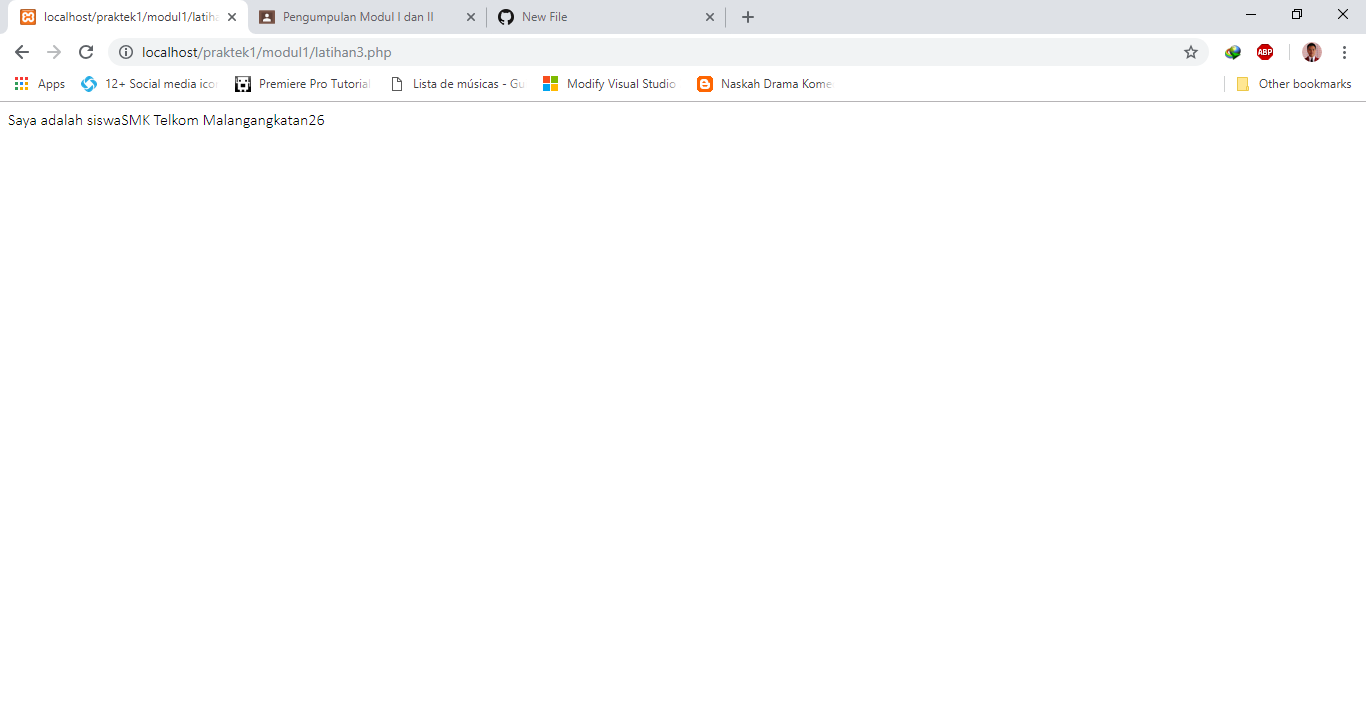 localhost/praktek1/modul1/latih
Pengumpulan Modul I dan II
New File
localhost/praktek1/modul1/latihan3.php
ABP
Apps
12+ Social media icon
Premiere Pro Tutorial
Lista de músicas - Gu
Modify Visual Studio
Naskah Drama Kome
Other bookmarks
Saya adalah siswaSMK Telkom Malangangkatan26